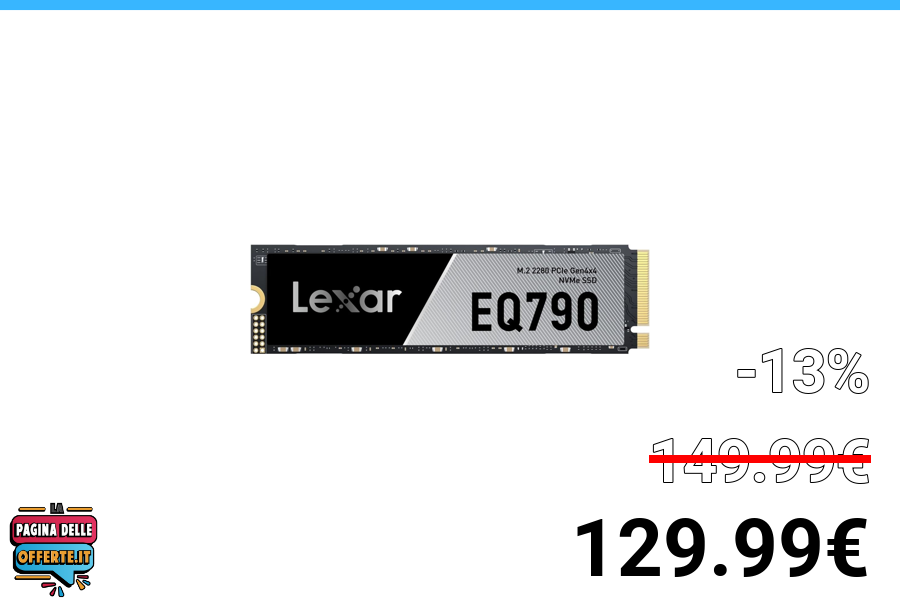 Lexar
M.2 2280 PCIe Gen4x4
NVMe SSD
EQ790
-13%
149.99€
129.99€
LA
PAGINA DELLE
OFFERTE.IT